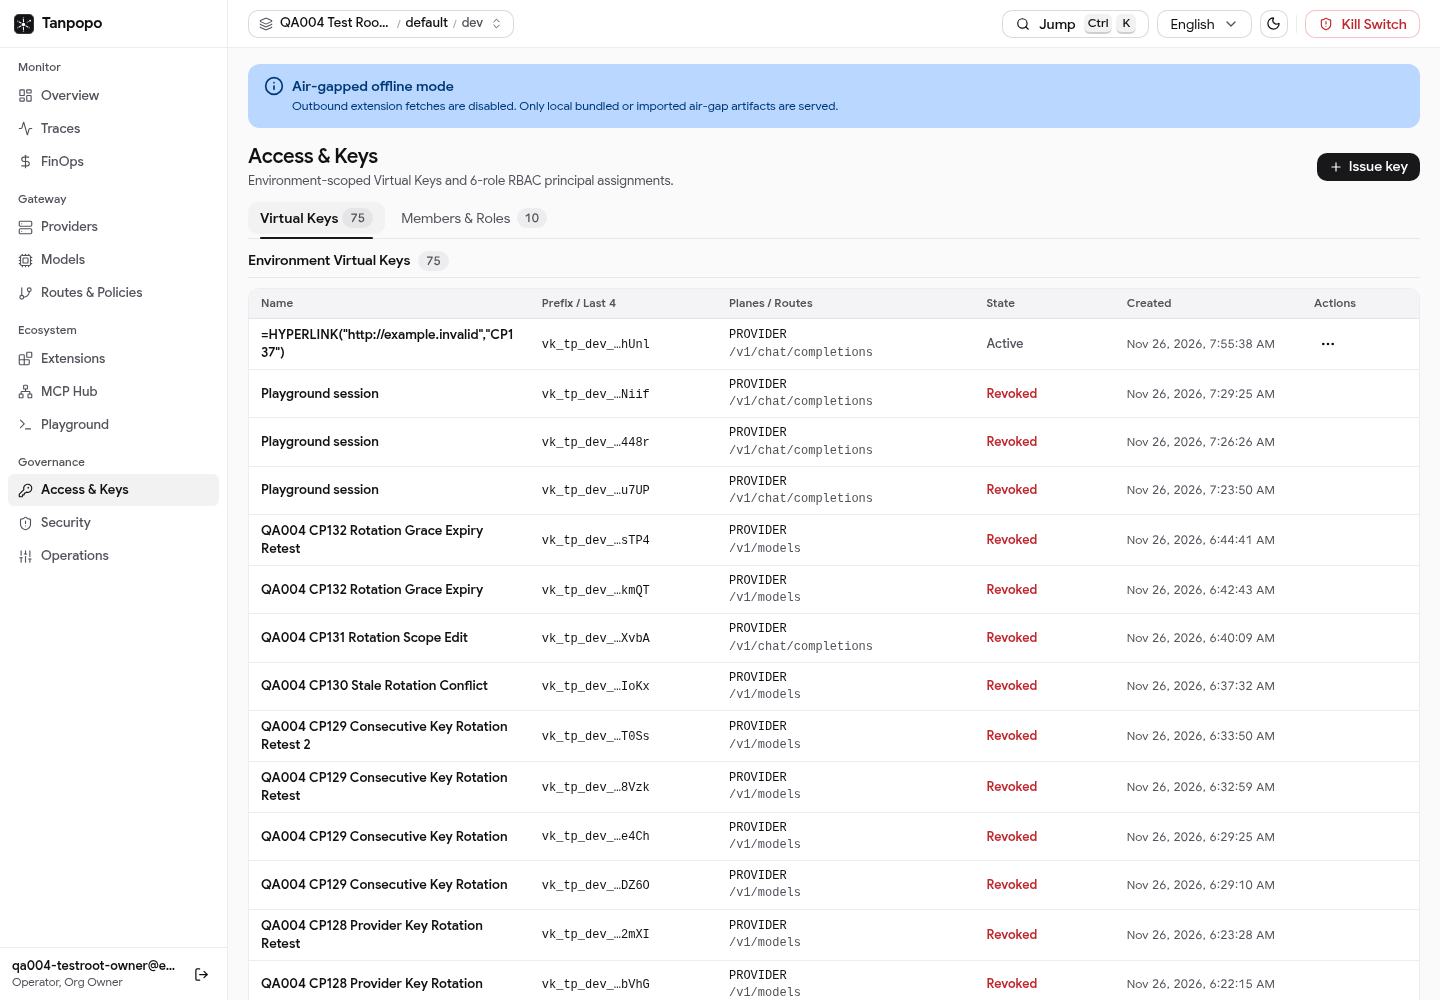 Tanpopo
QA004 Test Roo... / default / dev
Jump Ctrl K
English
Kill Switch
Monitor
Overview
Traces
FinOps
Gateway
Providers
Models
Routes & Policies
Ecosystem
Extensions
MCP Hub
Playground
Governance
Access & Keys
Security
Operations
qa004-testroot-owner@e...
Operator, Org Owner
Air-gapped offline mode
Outbound extension fetches are disabled. Only local bundled or imported air-gap artifacts are served.
Access & Keys
Environment-scoped Virtual Keys and 6-role RBAC principal assignments.
+ Issue key
Virtual Keys 75
Members & Roles 10
Environment Virtual Keys 75
Name Prefix / Last 4 Planes / Routes State Created Actions
=HYPERLINK("http://example.invalid","CP1
37") vk_tp_dev_…hUnl PROVIDER
/v1/chat/completions Active Nov 26, 2026, 7:55:38 AM ...
Playground session vk_tp_dev_…Niif PROVIDER
/v1/chat/completions Revoked Nov 26, 2026, 7:29:25 AM
Playground session vk_tp_dev_…448r PROVIDER
/v1/chat/completions Revoked Nov 26, 2026, 7:26:26 AM
Playground session vk_tp_dev_…u7UP PROVIDER
/v1/chat/completions Revoked Nov 26, 2026, 7:23:50 AM
QA004 CP132 Rotation Grace Expiry
Retest vk_tp_dev_…sTP4 PROVIDER
/v1/models Revoked Nov 26, 2026, 6:44:41 AM
QA004 CP132 Rotation Grace Expiry vk_tp_dev_…kmQT PROVIDER
/v1/models Revoked Nov 26, 2026, 6:42:43 AM
QA004 CP131 Rotation Scope Edit vk_tp_dev_…XvbA PROVIDER
/v1/chat/completions Revoked Nov 26, 2026, 6:40:09 AM
QA004 CP130 Stale Rotation Conflict vk_tp_dev_…IoKx PROVIDER
/v1/models Revoked Nov 26, 2026, 6:37:32 AM
QA004 CP129 Consecutive Key Rotation
Retest 2 vk_tp_dev_…T0Ss PROVIDER
/v1/models Revoked Nov 26, 2026, 6:33:50 AM
QA004 CP129 Consecutive Key Rotation
Retest vk_tp_dev_…8Vzk PROVIDER
/v1/models Revoked Nov 26, 2026, 6:32:59 AM
QA004 CP129 Consecutive Key Rotation vk_tp_dev_…e4Ch PROVIDER
/v1/models Revoked Nov 26, 2026, 6:29:25 AM
QA004 CP129 Consecutive Key Rotation vk_tp_dev_…DZ6O PROVIDER
/v1/models Revoked Nov 26, 2026, 6:29:10 AM
QA004 CP128 Provider Key Rotation
Retest vk_tp_dev_…2mXI PROVIDER
/v1/models Revoked Nov 26, 2026, 6:23:28 AM
QA004 CP128 Provider Key Rotation vk_tp_dev_…bVhG PROVIDER
/v1/models Revoked Nov 26, 2026, 6:22:15 AM